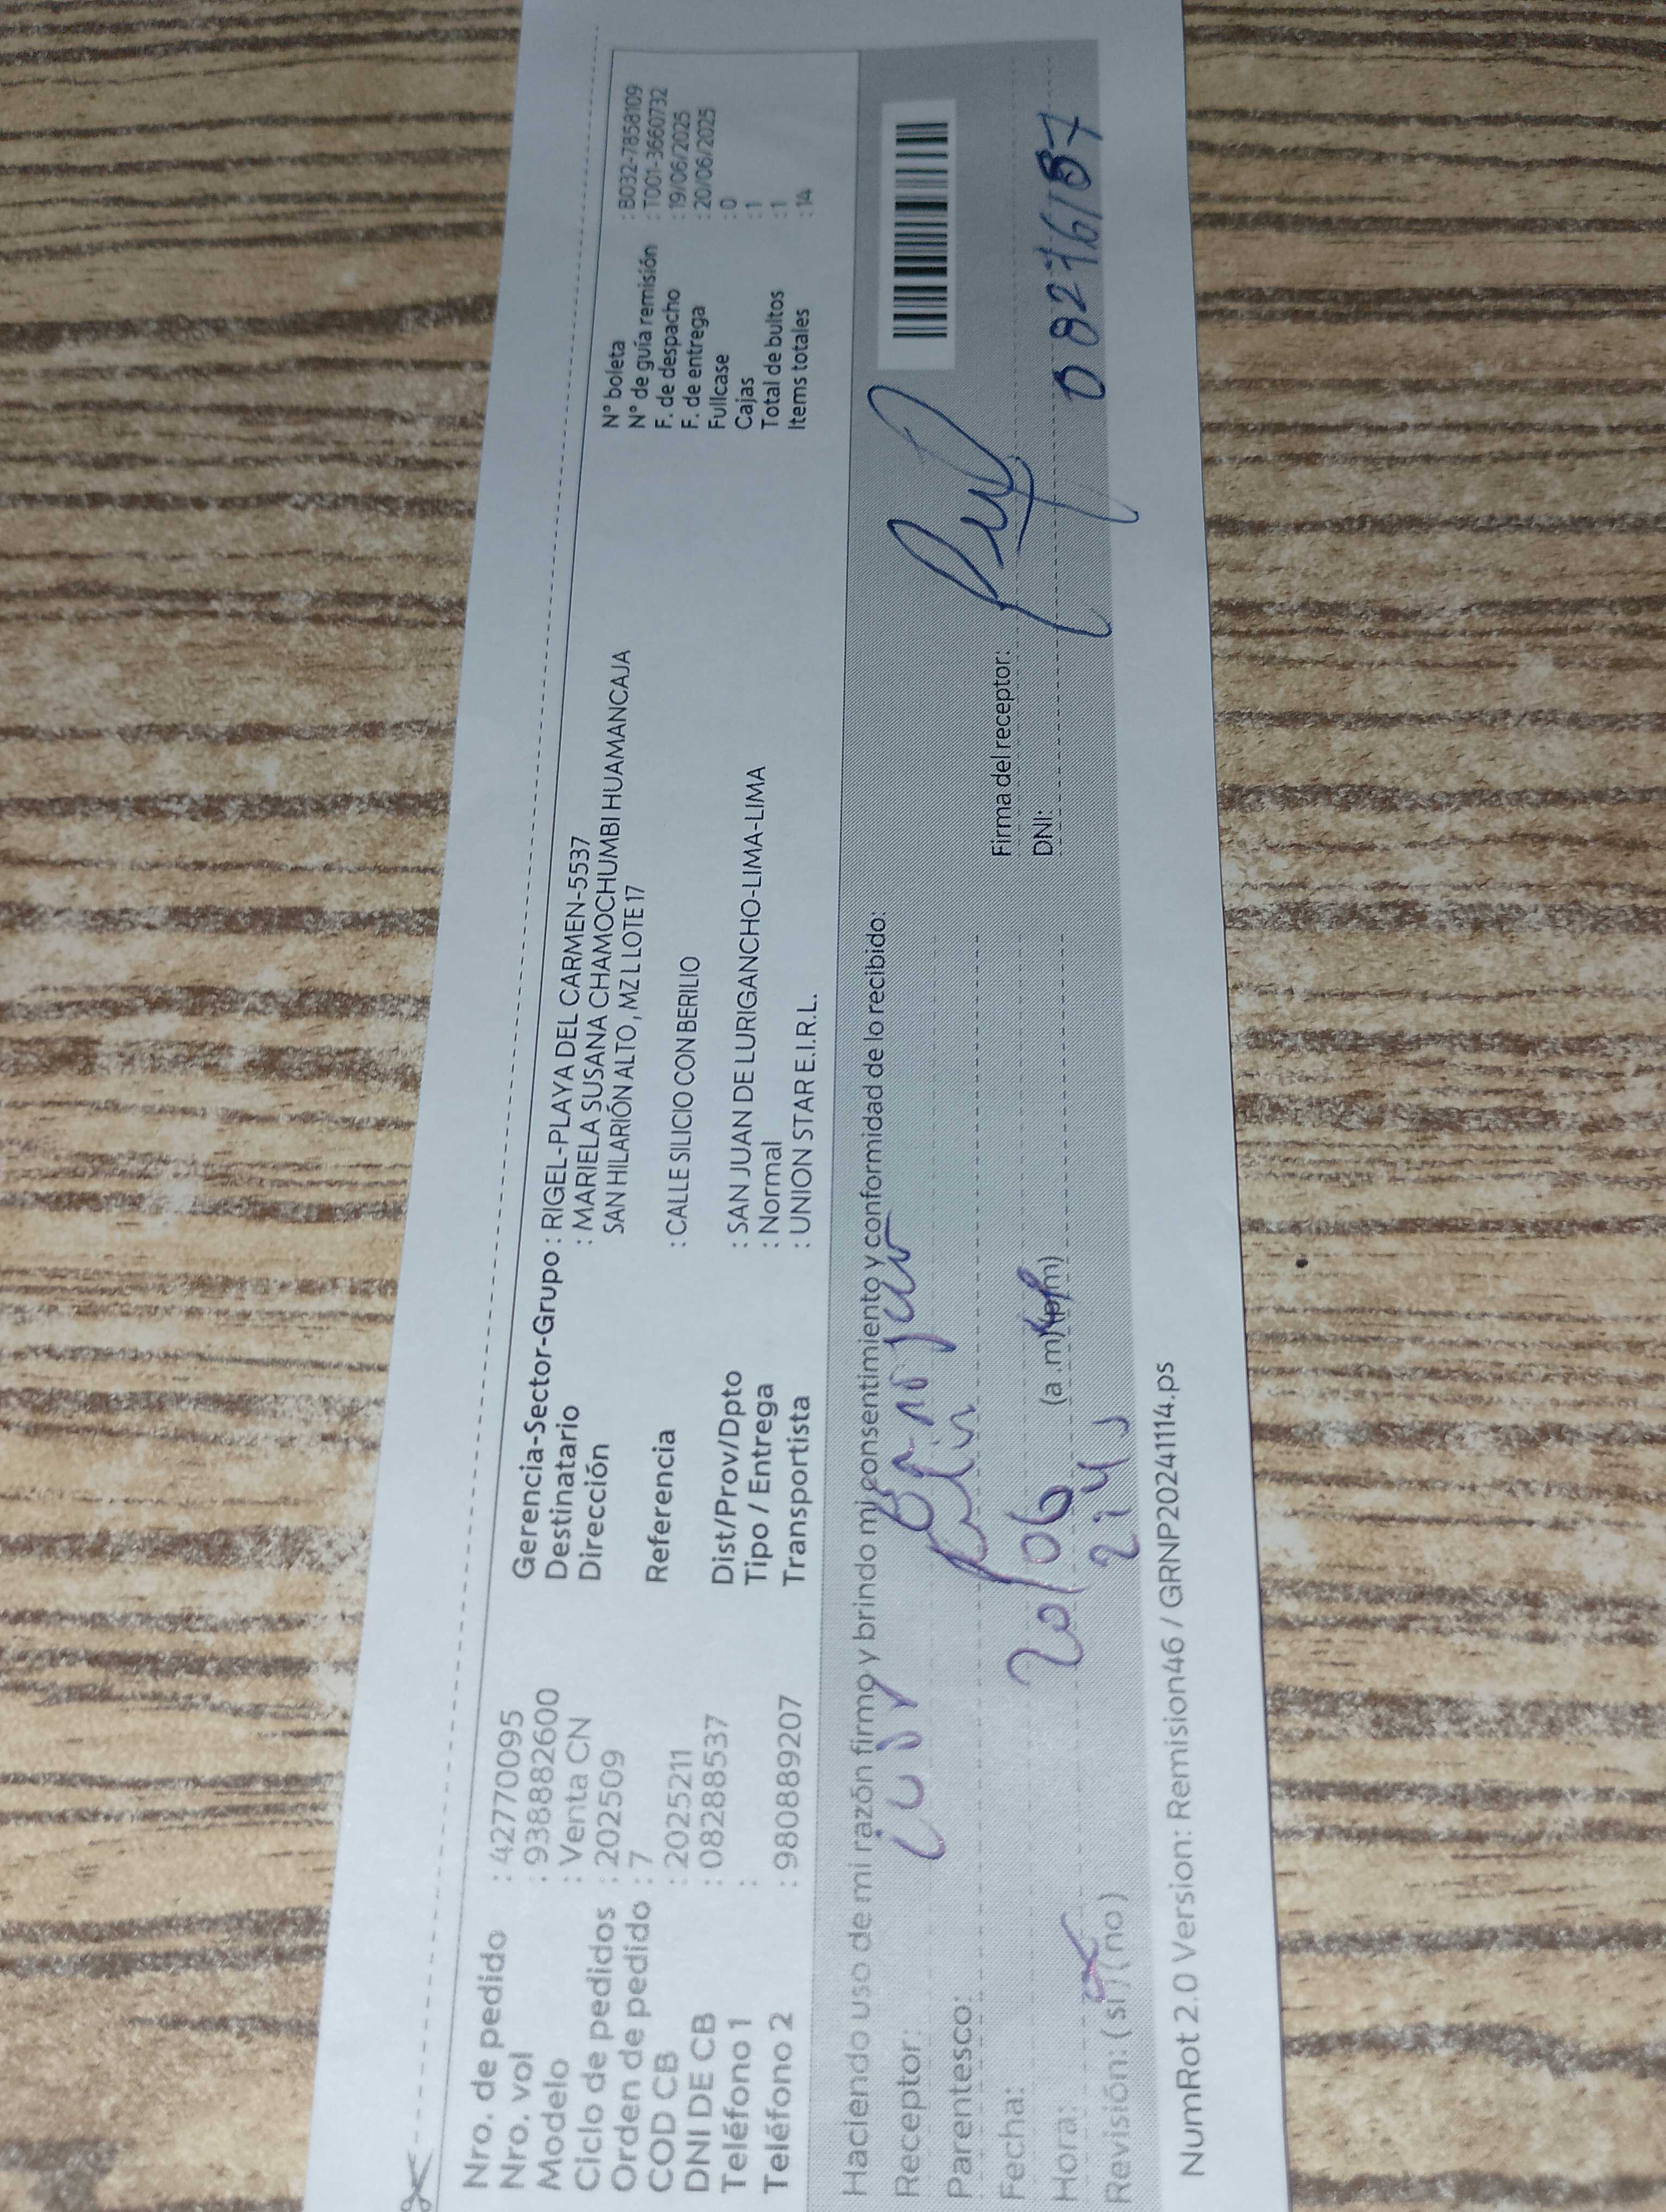 Nro. de pedido : 427770095
Nro. vol : 9388882600
Modelo : Venta CN
Ciclo de pedidos : 202509
Orden de pedido : 7
COD CB : 20255211
DNI DE CB : 08288537
Teléfono 1 :
Teléfono 2 : 980889207
Gerencia-Sector-Grupo : RIGEL-PLAYA DEL CARMEN-5537
Destinatario : MARIELA SUSANA CHAMOCHUMBI HUAMANCAJA
Dirección SAN HILARIÓN ALTO , MZ L LOTE 17
Referencia : CALLE SILICIO CON BERILIO
Dist/Prov/Dpto : SAN JUAN DE LURIGANCHO-LIMA-LIMA
Tipo / Entrega : Normal
Transportista : UNION STAR E.I.R.L.
N° boleta : B032-7858109
N° de guía remisión : T001-3660732
F. de despacho : 19/06/2025
F. de entrega : 20/06/2025
Fullcase : 0
Cajas : 1
Total de bultos : 1
Items totales : 14
Haciendo uso de mi razón firmo y brindo mi consentimiento y conformidad de lo recibido:
Receptor:
Parentesco:
Fecha: 20/06
Hora: (a.m) (p.m)
Revisión: ( si ) ( no )
Firma del receptor:
DNI:
NumRot 2.0 Version: Remision46 / GRNP20241114.ps